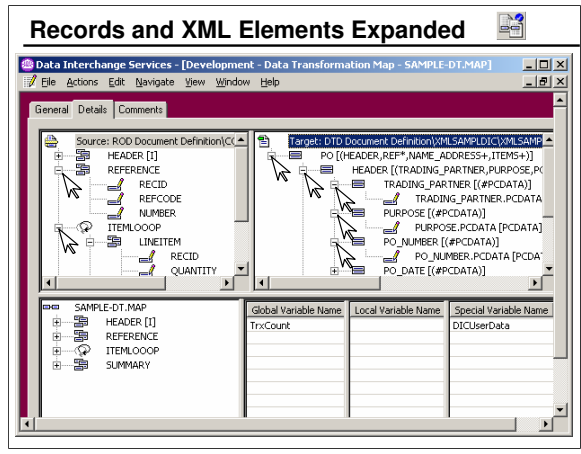 Records and XML Elements Expanded
Data Interchange Services - [Development - Data Transformation Map - SAMPLE-DT.MAP]
File Actions Edit Navigate View Window Help
General Details Comments
Source: ROD Document Definition\CC
HEADER [I]
REFERENCE
RECID
REFCODE
NUMBER
ITEMLOOOP
LINEITEM
RECID
QUANTITY
Target: DTD Document Definition\XMLSAMPLDIC\XMLSAMP
PO [(HEADER,REF*,NAME_ADDRESS+,ITEMS+)]
HEADER [(TRADING_PARTNER,PURPOSE,PO
TRADING_PARTNER [(#PCDATA)]
TRADING_PARTNER.PCDATA
PURPOSE [(#PCDATA)]
PURPOSE.PCDATA [PCDATA]
PO_NUMBER [(#PCDATA)]
PO_NUMBER.PCDATA [PCDA
PO_DATE [(#PCDATA)]
SAMPLE-DT.MAP
HEADER [I]
REFERENCE
ITEMLOOOP
SUMMARY
Global Variable Name Local Variable Name Special Variable Name
TrxCount DICUserData